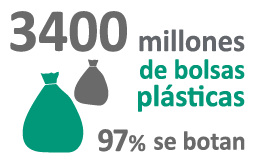 3400 millones
de bolsas
plásticas
97% se botan